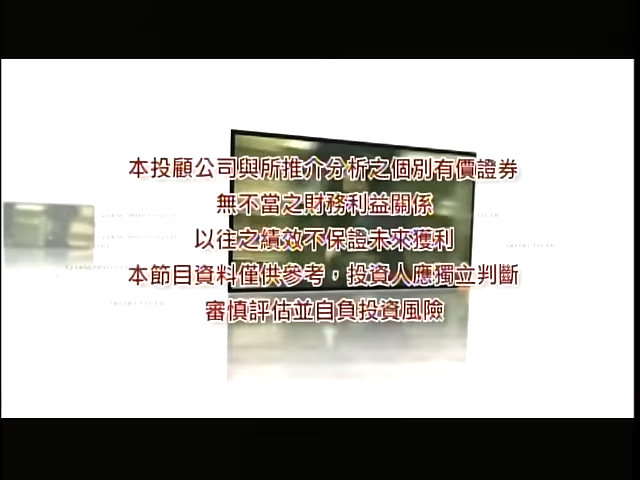 本投顧公司與所推介分析之個別有價證券
無不當之財務利益關係
以往之績效不保證未來獲利
本節目資料僅供參考，投資人應獨立判斷
審慎評估並自負投資風險